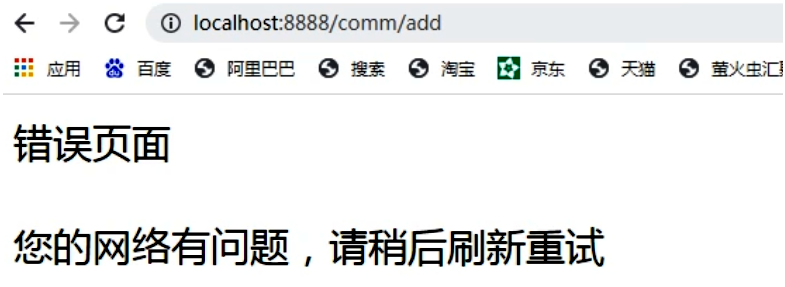 localhost:8888/comm/add
应用 百度 阿里巴巴 搜索 淘宝 京东 天猫 萤火虫汇
错误页面
您的网络有问题，请稍后刷新重试